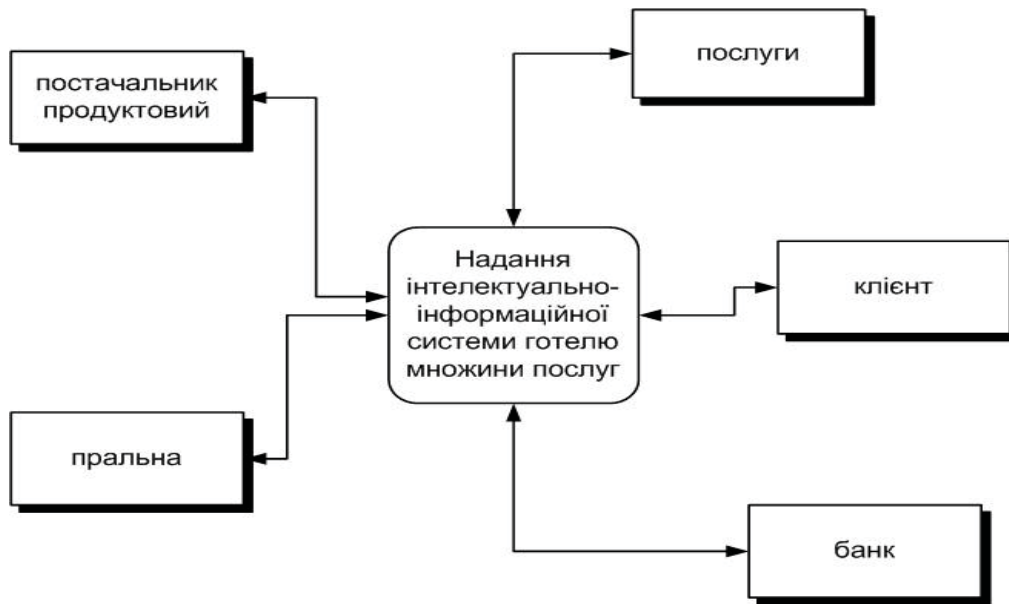 постачальник
продуктовий
послуги
Надання
інтелектуально-
інформаційної
системи готелю
множини послуг
клієнт
пральна
банк